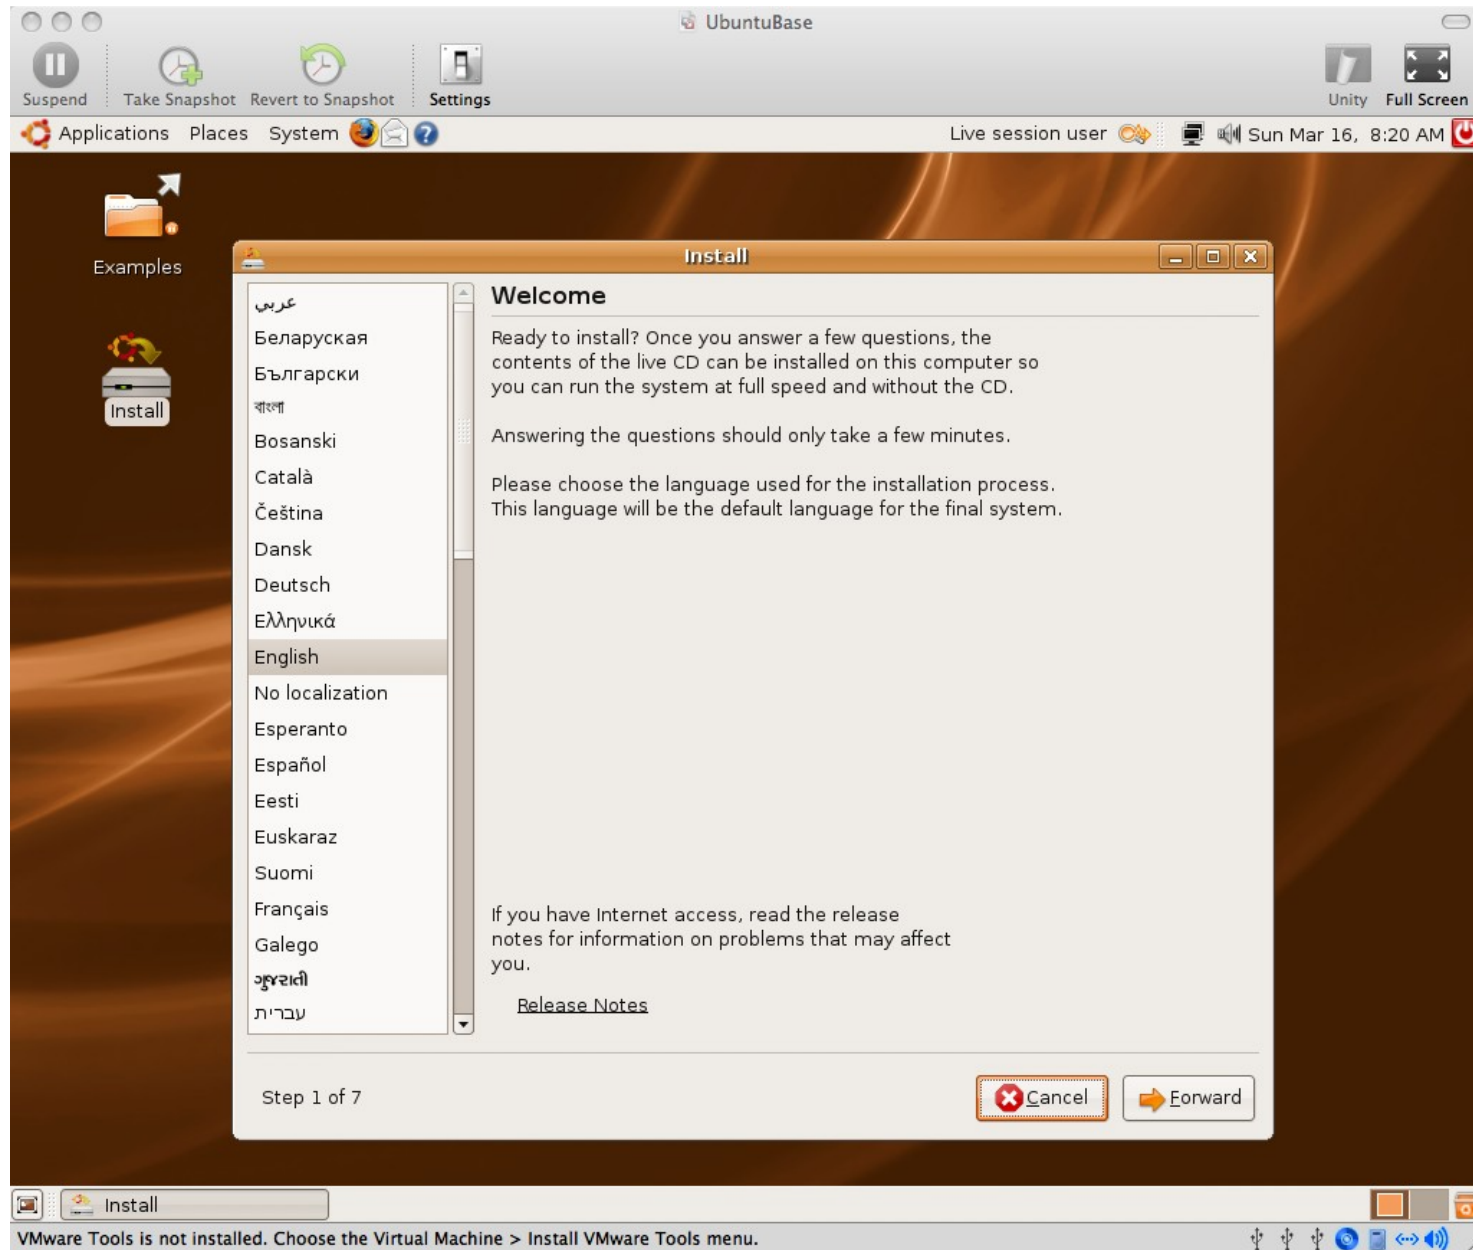 UbuntuBase
Suspend
Take Snapshot
Revert to Snapshot
Settings
Unity
Full Screen
Applications Places System
Live session user
Sun Mar 16, 8:20 AM
Examples
Install
Install
عربي
Беларуская
Български
বাংলা
Bosanski
Català
Čeština
Dansk
Deutsch
Ελληνικά
English
No localization
Esperanto
Español
Eesti
Euskaraz
Suomi
Français
Galego
ગુજરાતી
עברית
Welcome
Ready to install? Once you answer a few questions, the
contents of the live CD can be installed on this computer so
you can run the system at full speed and without the CD.
Answering the questions should only take a few minutes.
Please choose the language used for the installation process.
This language will be the default language for the final system.
If you have Internet access, read the release
notes for information on problems that may affect
you.
Release Notes
Step 1 of 7
Cancel
Forward
Install
VMware Tools is not installed. Choose the Virtual Machine > Install VMware Tools menu.